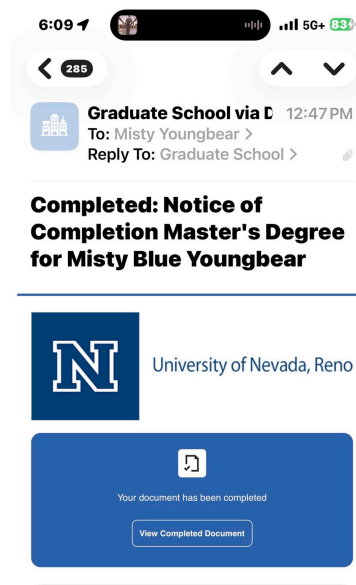 6:09
5G+ 83
285
Graduate School via D 12:47 PM
To: Misty Youngbear >
Reply To: Graduate School >
Completed: Notice of
Completion Master's Degree
for Misty Blue Youngbear
N
University of Nevada, Reno
Your document has been completed
View Completed Document